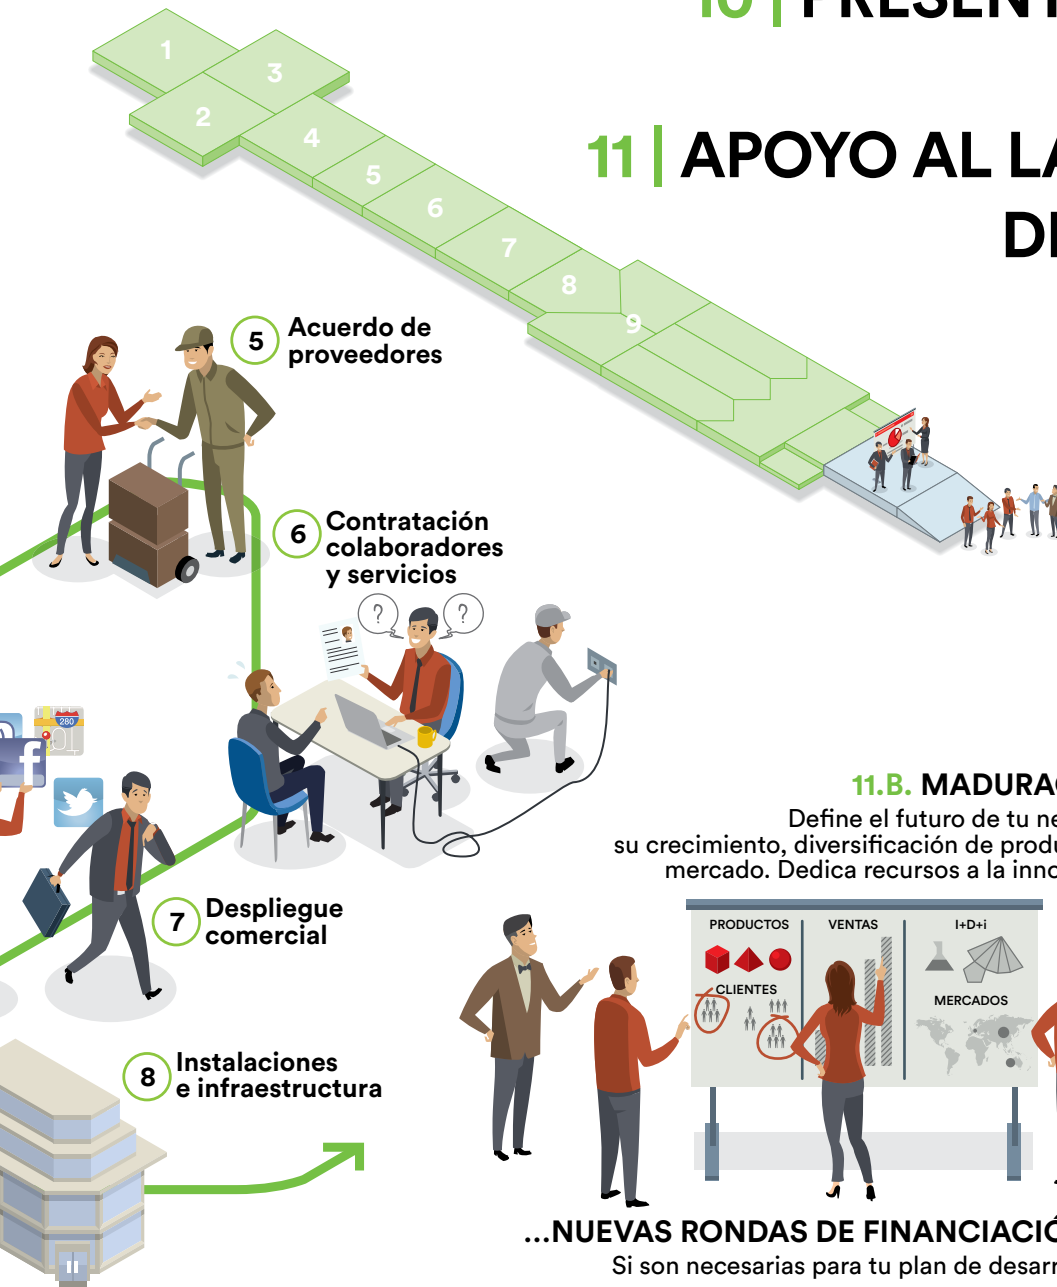 10 | PRESENT
11 | APOYO AL LA
DE
1
3
2
4
5
6
7
8
9
5 Acuerdo de
proveedores
6 Contratación
colaboradores
y servicios
?
?
280
f
7 Despliegue
comercial
8 Instalaciones
e infraestructura
11.B. MADURAC
Define el futuro de tu ne
su crecimiento, diversificación de produ
mercado. Dedica recursos a la inno
PRODUCTOS
VENTAS
I+D+i
CLIENTES
MERCADOS
...NUEVAS RONDAS DE FINANCIACIÓ
Si son necesarias para tu plan de desarr